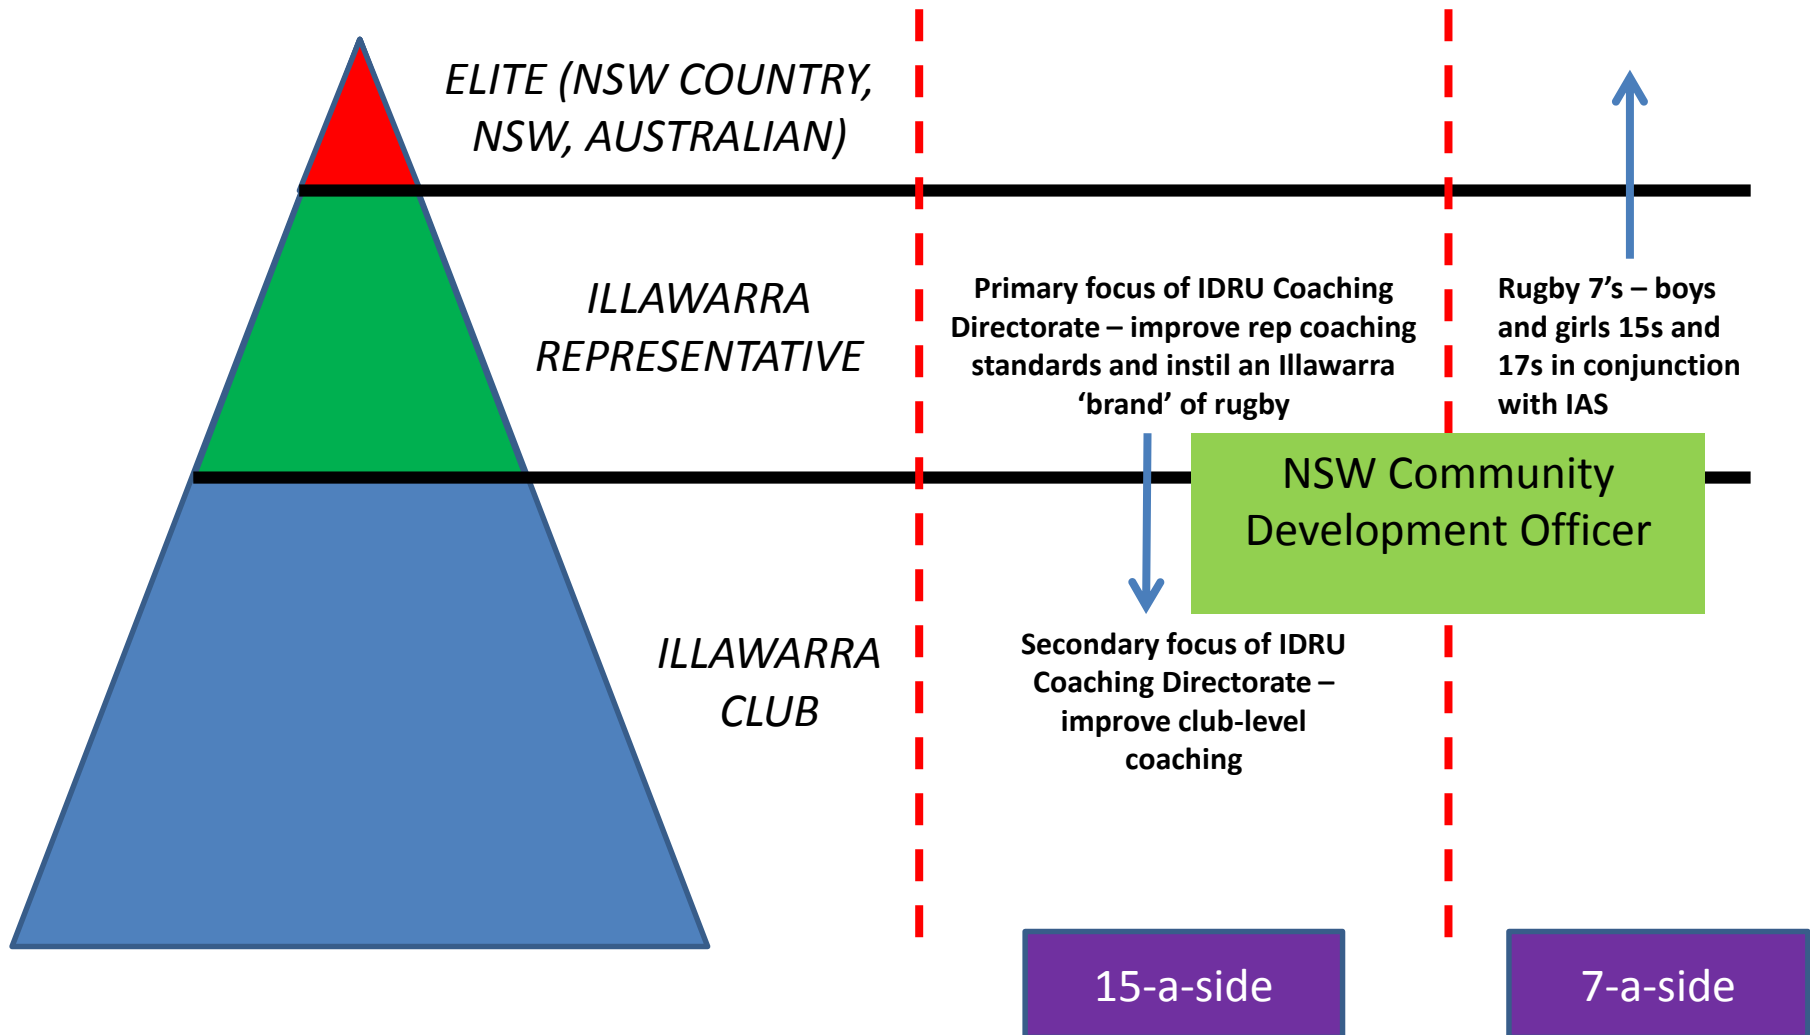 ELITE (NSW COUNTRY,
NSW, AUSTRALIAN)
ILLAWARRA
REPRESENTATIVE
Primary focus of IDRU Coaching
Directorate – improve rep coaching
standards and instil an Illawarra
‘brand’ of rugby
Rugby 7’s – boys
and girls 15s and
17s in conjunction
with IAS
NSW Community
Development Officer
ILLAWARRA
CLUB
Secondary focus of IDRU
Coaching Directorate –
improve club-level
coaching
15-a-side
7-a-side